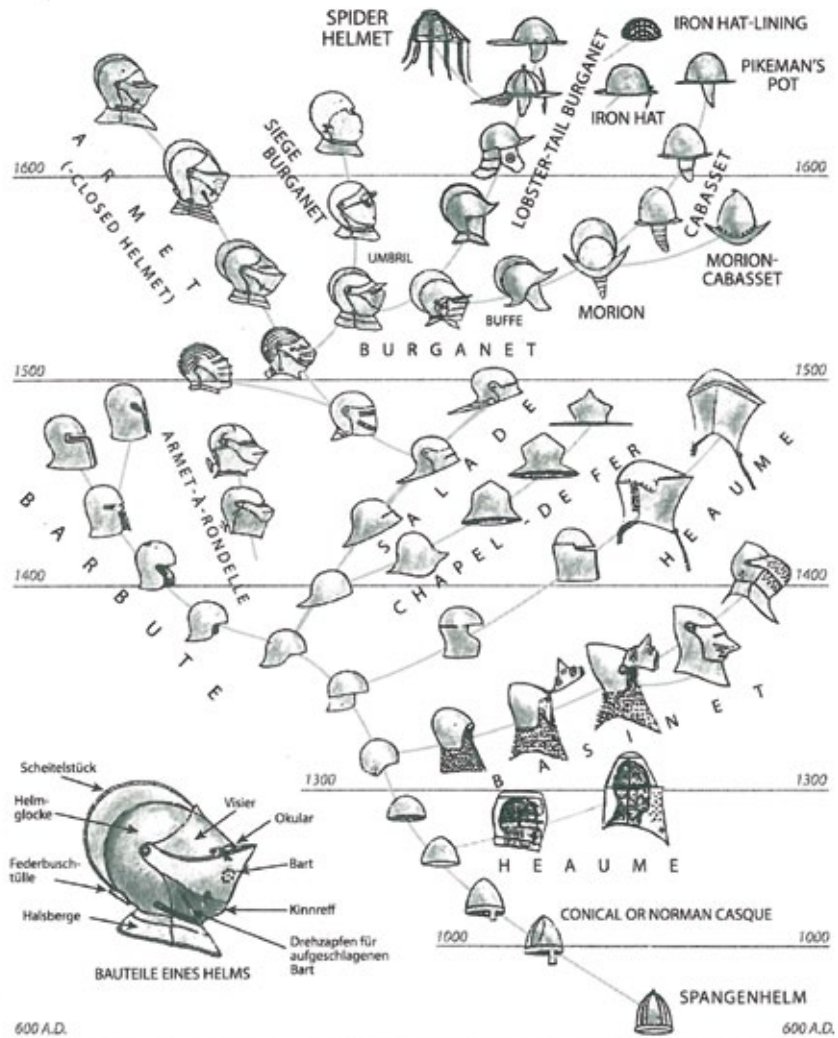 SPIDER
HELMET
IRON HAT-LINING
PIKEMAN'S
POT
IRON HAT
LOBSTER-TAIL BURGANET
SIEGE
BURGANET
ARMET
(-CLOSED HELMET)
1600
1600
CABASSET
MORION-
CABASSET
UMBRIL
BUFFE
MORION
BURGANET
1500
1500
ARMET-À-RONDELLE
BARBUTE
SALADE
CHAPEL-DE FER
HEAUME
1400
1400
BASINET
1300
1300
HEAUME
Scheitelstück
Helm-
glocke
Visier
Okular
Federbusch-
tülle
Bart
Halsberge
Kinnreff
Drehzapfen für
aufgeschlagenen
Bart
BAUTEILE EINES HELMS
CONICAL OR NORMAN CASQUE
1000
1000
SPANGENHELM
600 A.D.
600 A.D.